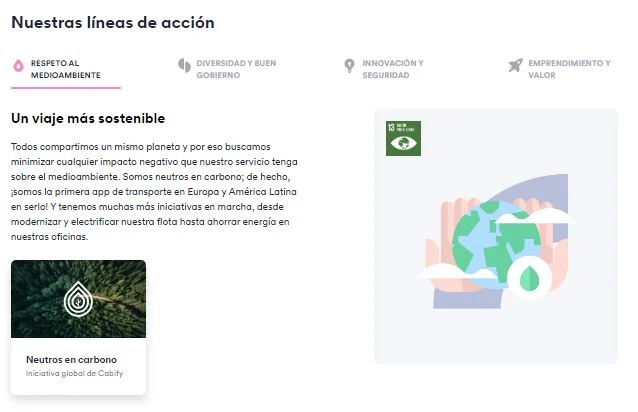 Nuestras líneas de acción
RESPETO AL
MEDIOAMBIENTE
DIVERSIDAD Y BUEN
GOBIERNO
INNOVACIÓN Y
SEGURIDAD
EMPRENDIMIENTO Y
VALOR
Un viaje más sostenible
Todos compartimos un mismo planeta y por eso buscamos
minimizar cualquier impacto negativo que nuestro servicio tenga
sobre el medioambiente. Somos neutros en carbono; de hecho,
¡somos la primera app de transporte en Europa y América Latina
en serlo! Y tenemos muchas más iniciativas en marcha, desde
modernizar y electrificar nuestra flota hasta ahorrar energía en
nuestras oficinas.
13
Neutros en carbono
Iniciativa global de Cabify